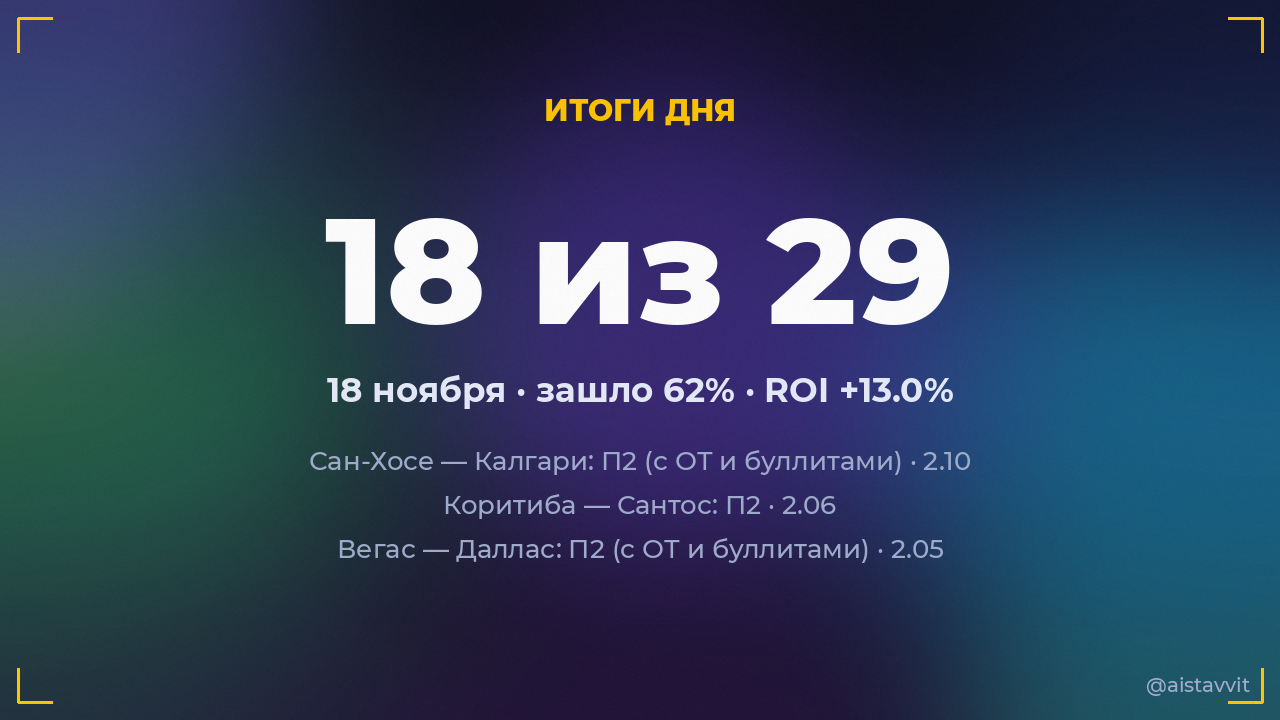 ИТОГИ ДНЯ
18 из 29
18 ноября · зашло 62% · ROI +13.0%
Сан-Хосе — Калгари: П2 (с ОТ и буллитами) · 2.10
Коритиба — Сантос: П2 · 2.06
Вегас — Даллас: П2 (с ОТ и буллитами) · 2.05
@aistavvit